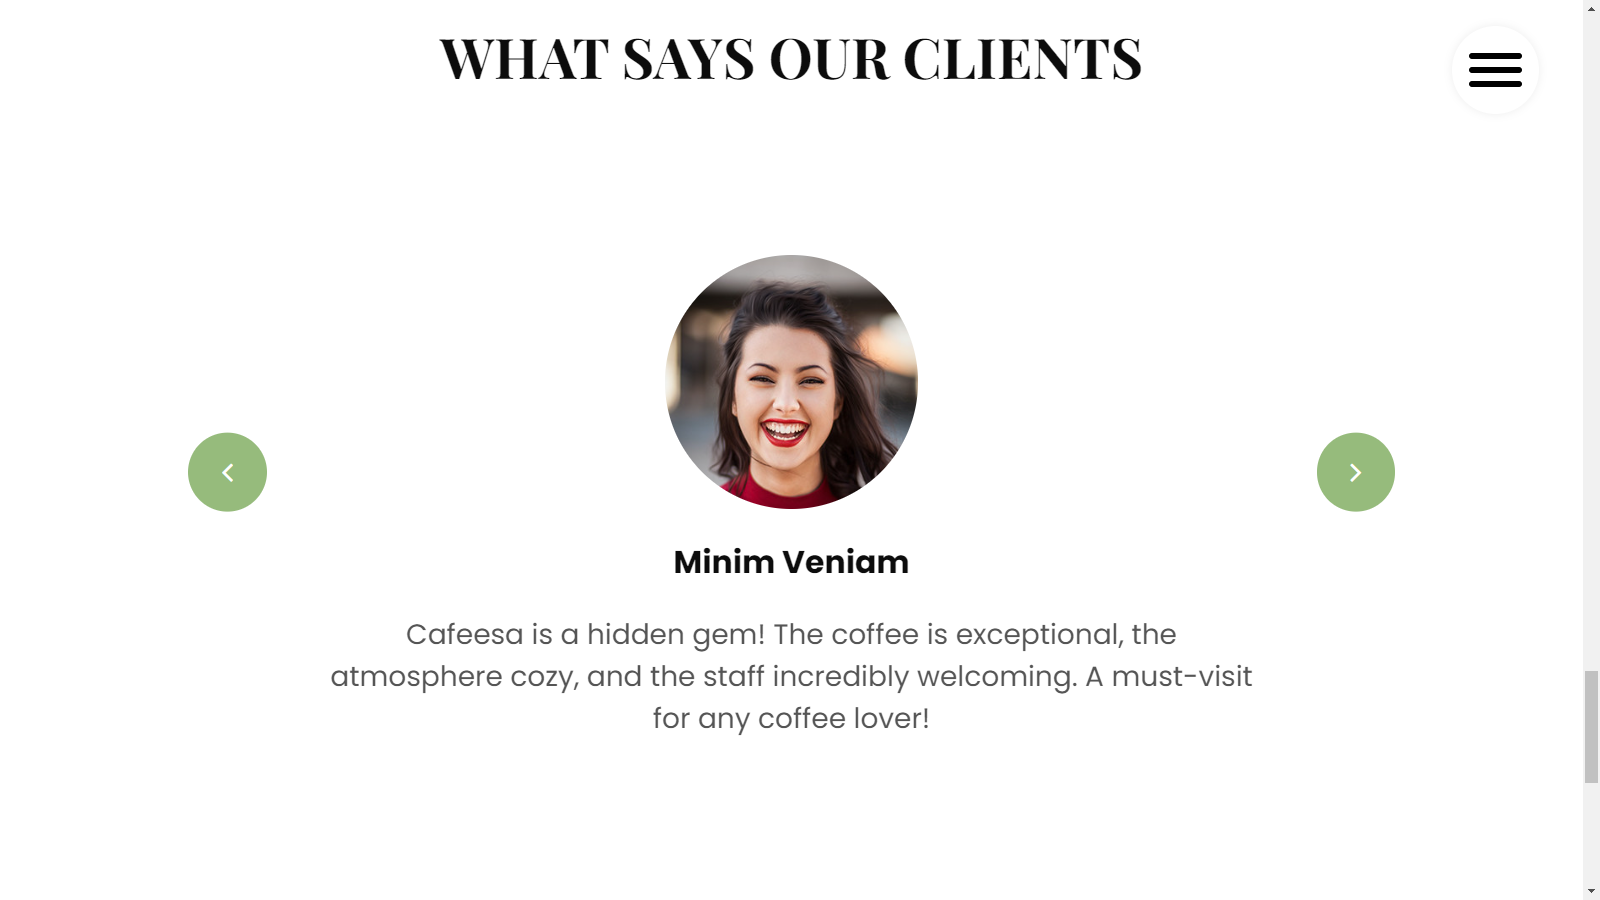 WHAT SAYS OUR CLIENTS
Minim Veniam
Cafeesa is a hidden gem! The coffee is exceptional, the
atmosphere cozy, and the staff incredibly welcoming. A must-visit
for any coffee lover!